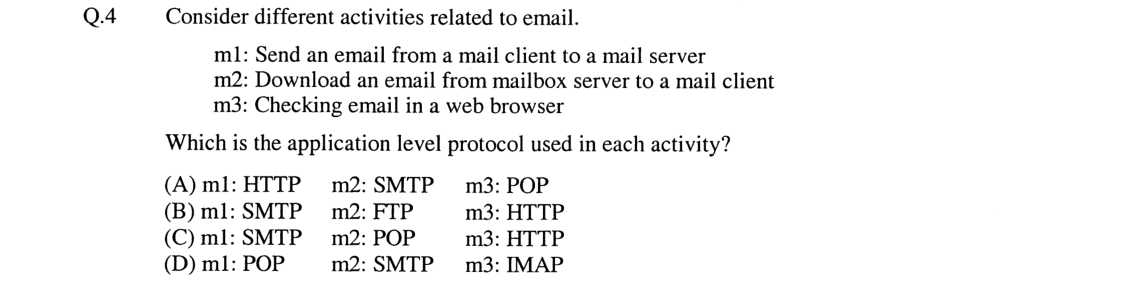 Q.4 Consider different activities related to email.
m1: Send an email from a mail client to a mail server
m2: Download an email from mailbox server to a mail client
m3: Checking email in a web browser
Which is the application level protocol used in each activity?
(A) m1: HTTP m2: SMTP m3: POP
(B) m1: SMTP m2: FTP m3: HTTP
(C) m1: SMTP m2: POP m3: HTTP
(D) m1: POP m2: SMTP m3: IMAP